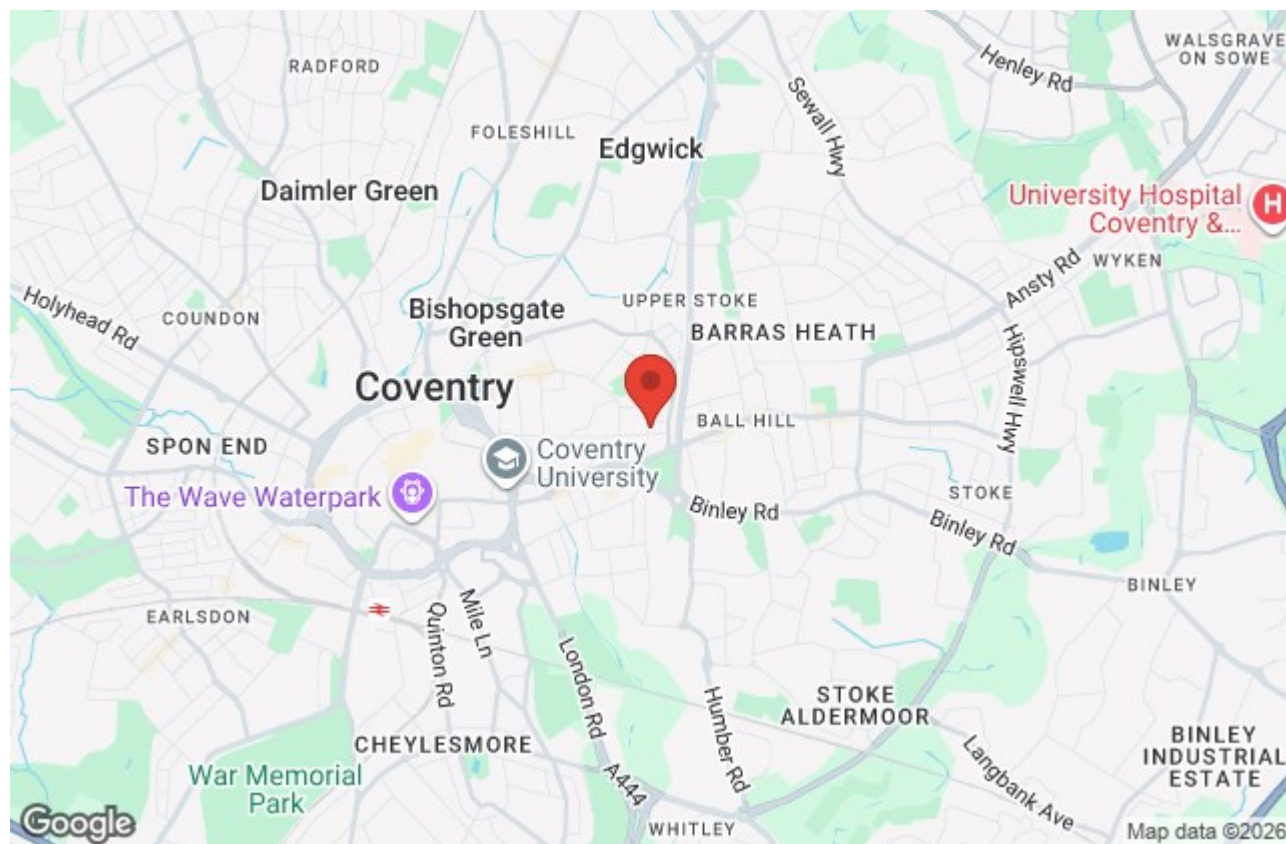 WALSGRAVE
ON SOWE
RADFORD
Henley Rd
Sewall Hwy
FOLESHILL
Edgwick
Daimler Green
University Hospital
Coventry &...
H
WYKEN
Ansty Rd
Holyhead Rd
COUNDON
Bishopsgate
Green
UPPER STOKE
BARRAS HEATH
Hipswell Hwy
Coventry
BALL HILL
SPON END
Coventry
University
The Wave Waterpark
STOKE
Binley Rd
Binley Rd
BINLEY
EARLSDON
Mile Ln
Quinton Rd
London Rd
STOKE
ALDERMOOR
Humber Rd
CHEYLESMORE
Langbank Ave
BINLEY
INDUSTRIAL
ESTATE
War Memorial
Park
A444
WHITLEY
Google
Map data ©2026